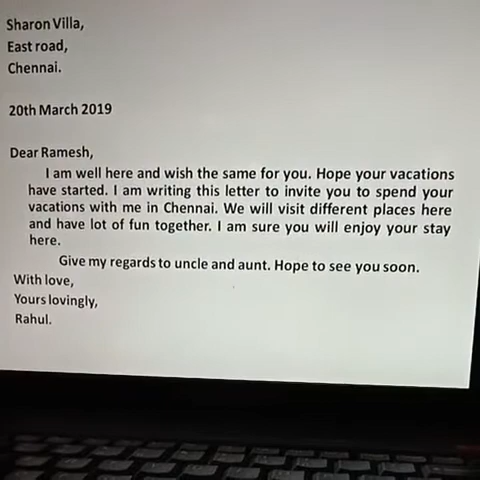 Sharon Villa,
East road,
Chennai.
20th March 2019
Dear Ramesh,
I am well here and wish the same for you. Hope your vacations
have started. I am writing this letter to invite you to spend your
vacations with me in Chennai. We will visit different places here
and have lot of fun together. I am sure you will enjoy your stay
here.
Give my regards to uncle and aunt. Hope to see you soon.
With love,
Yours lovingly,
Rahul.